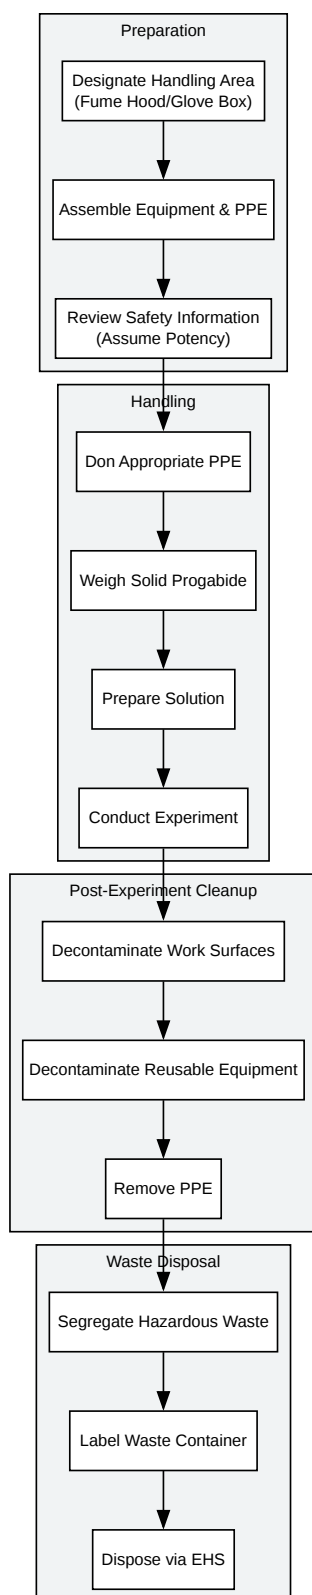 Preparation
Designate Handling Area
(Fume Hood/Glove Box)
Assemble Equipment & PPE
Review Safety Information
(Assume Potency)
Handling
Don Appropriate PPE
Weigh Solid Progabide
Prepare Solution
Conduct Experiment
Post-Experiment Cleanup
Decontaminate Work Surfaces
Decontaminate Reusable Equipment
Remove PPE
Waste Disposal
Segregate Hazardous Waste
Label Waste Container
Dispose via EHS